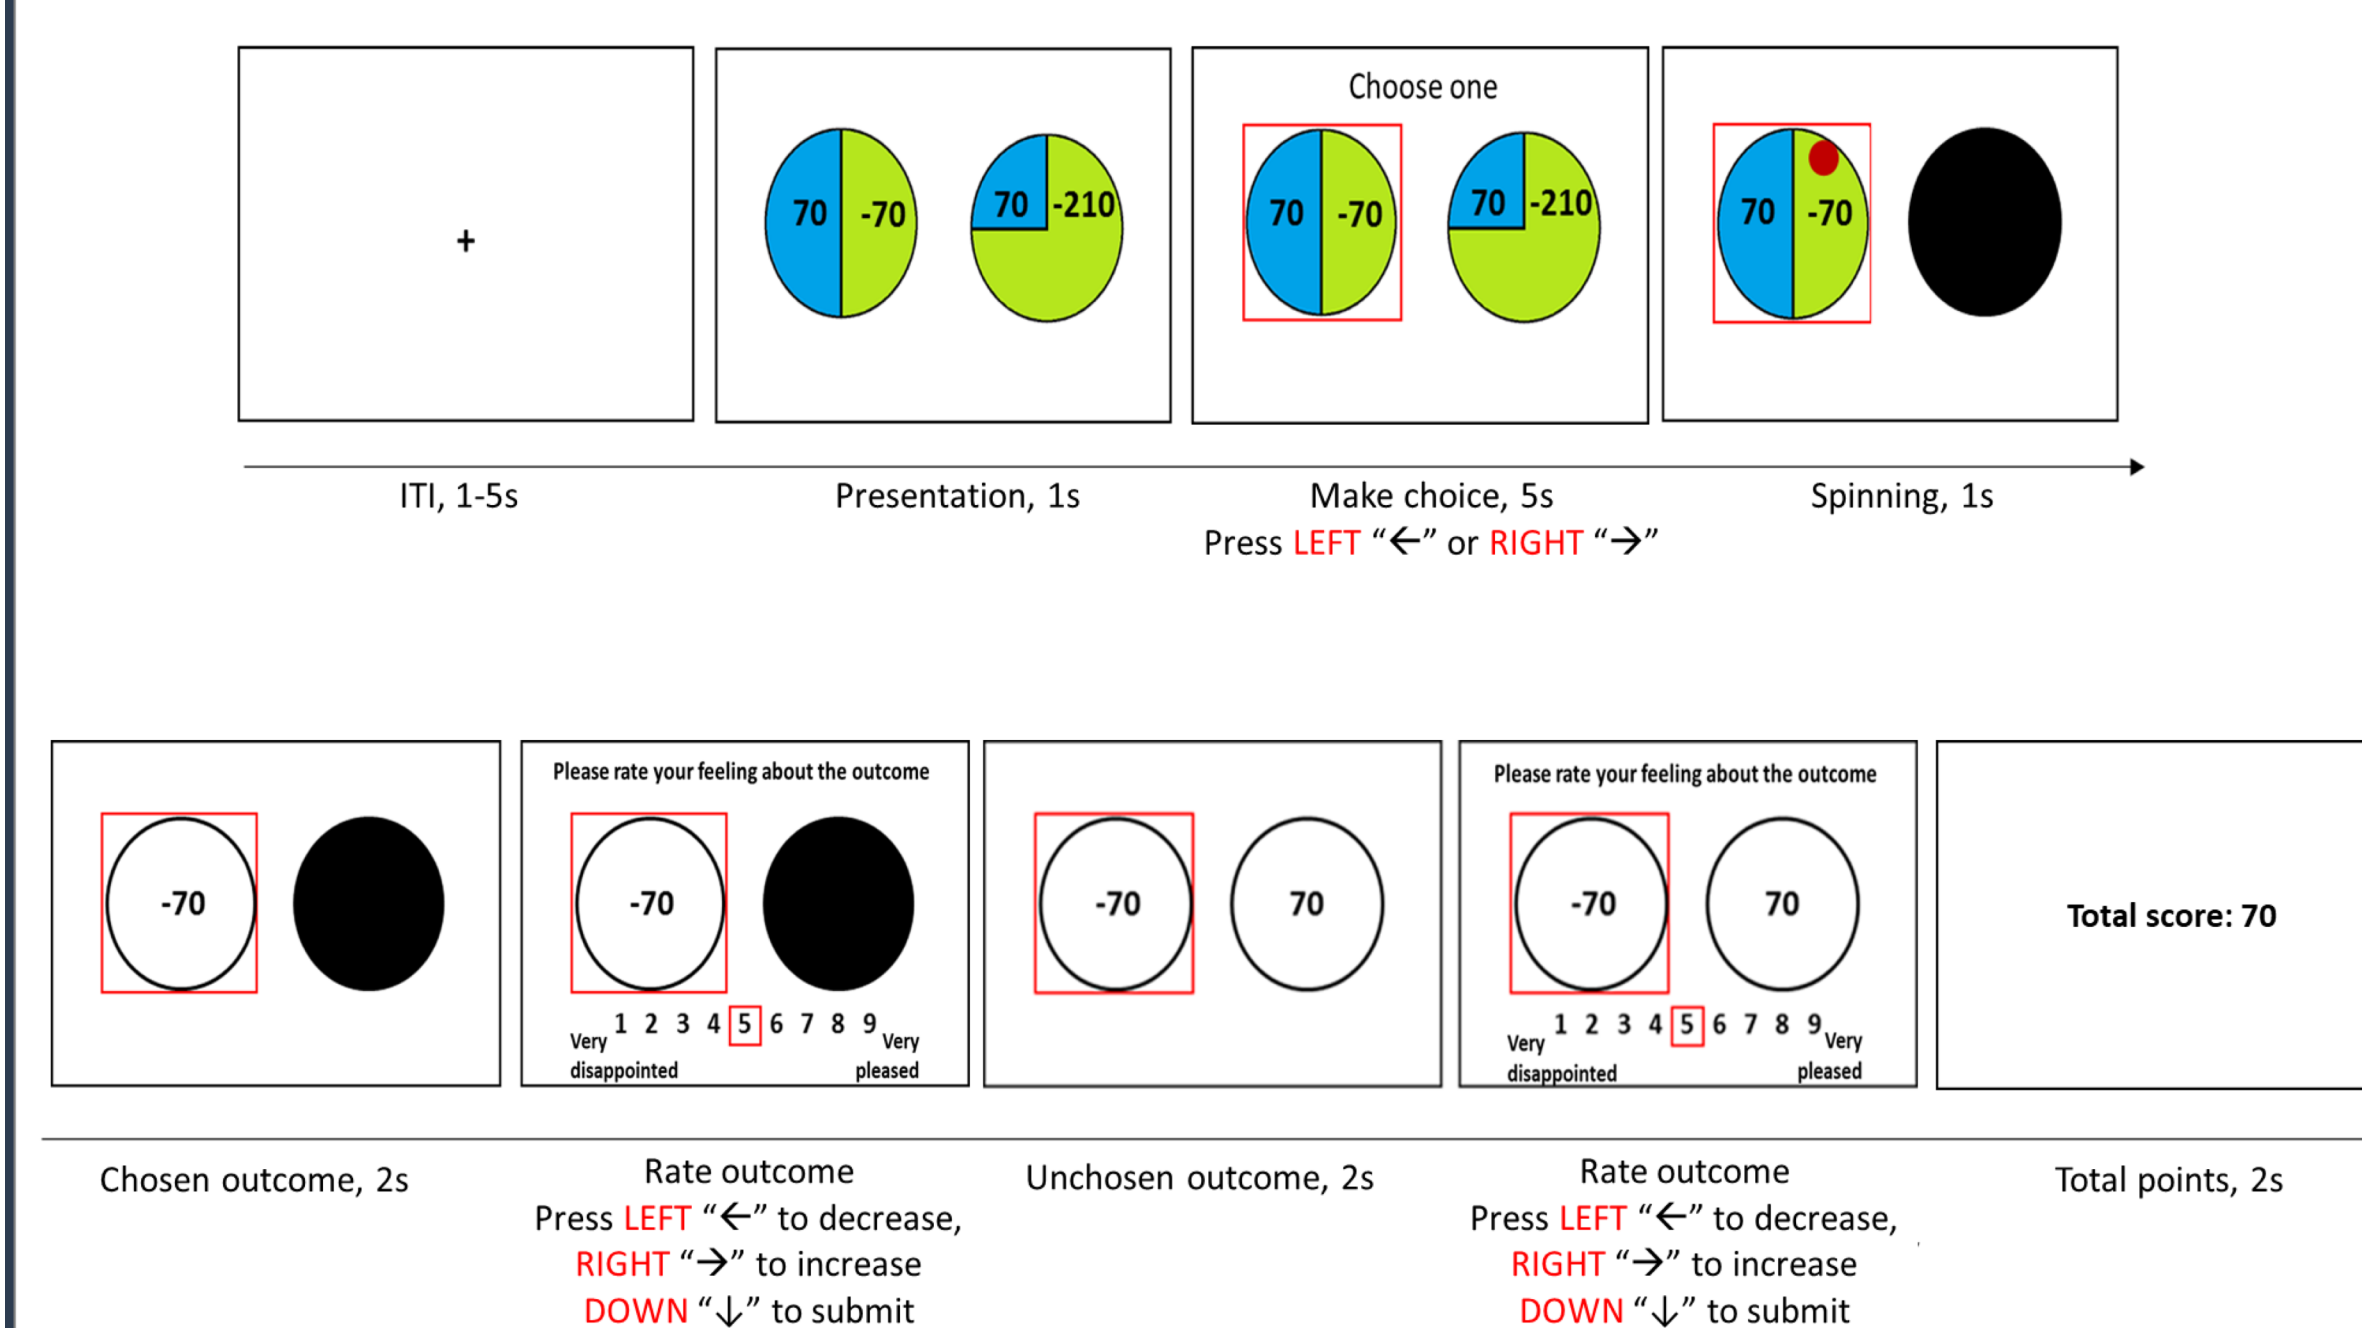 +
70 -70 70 -210
Choose one
70 -70 70 -210
70 -70
ITI, 1-5s
Presentation, 1s
Make choice, 5s
Press LEFT “←” or RIGHT “→”
Spinning, 1s
-70
Please rate your feeling about the outcome
-70
1 2 3 4 5 6 7 8 9
Very Very
disappointed pleased
-70 70
Please rate your feeling about the outcome
-70 70
1 2 3 4 5 6 7 8 9
Very Very
disappointed pleased
Total score: 70
Chosen outcome, 2s
Rate outcome
Press LEFT “←” to decrease,
RIGHT “→” to increase
DOWN “↓” to submit
Unchosen outcome, 2s
Rate outcome
Press LEFT “←” to decrease,
RIGHT “→” to increase
DOWN “↓” to submit
Total points, 2s